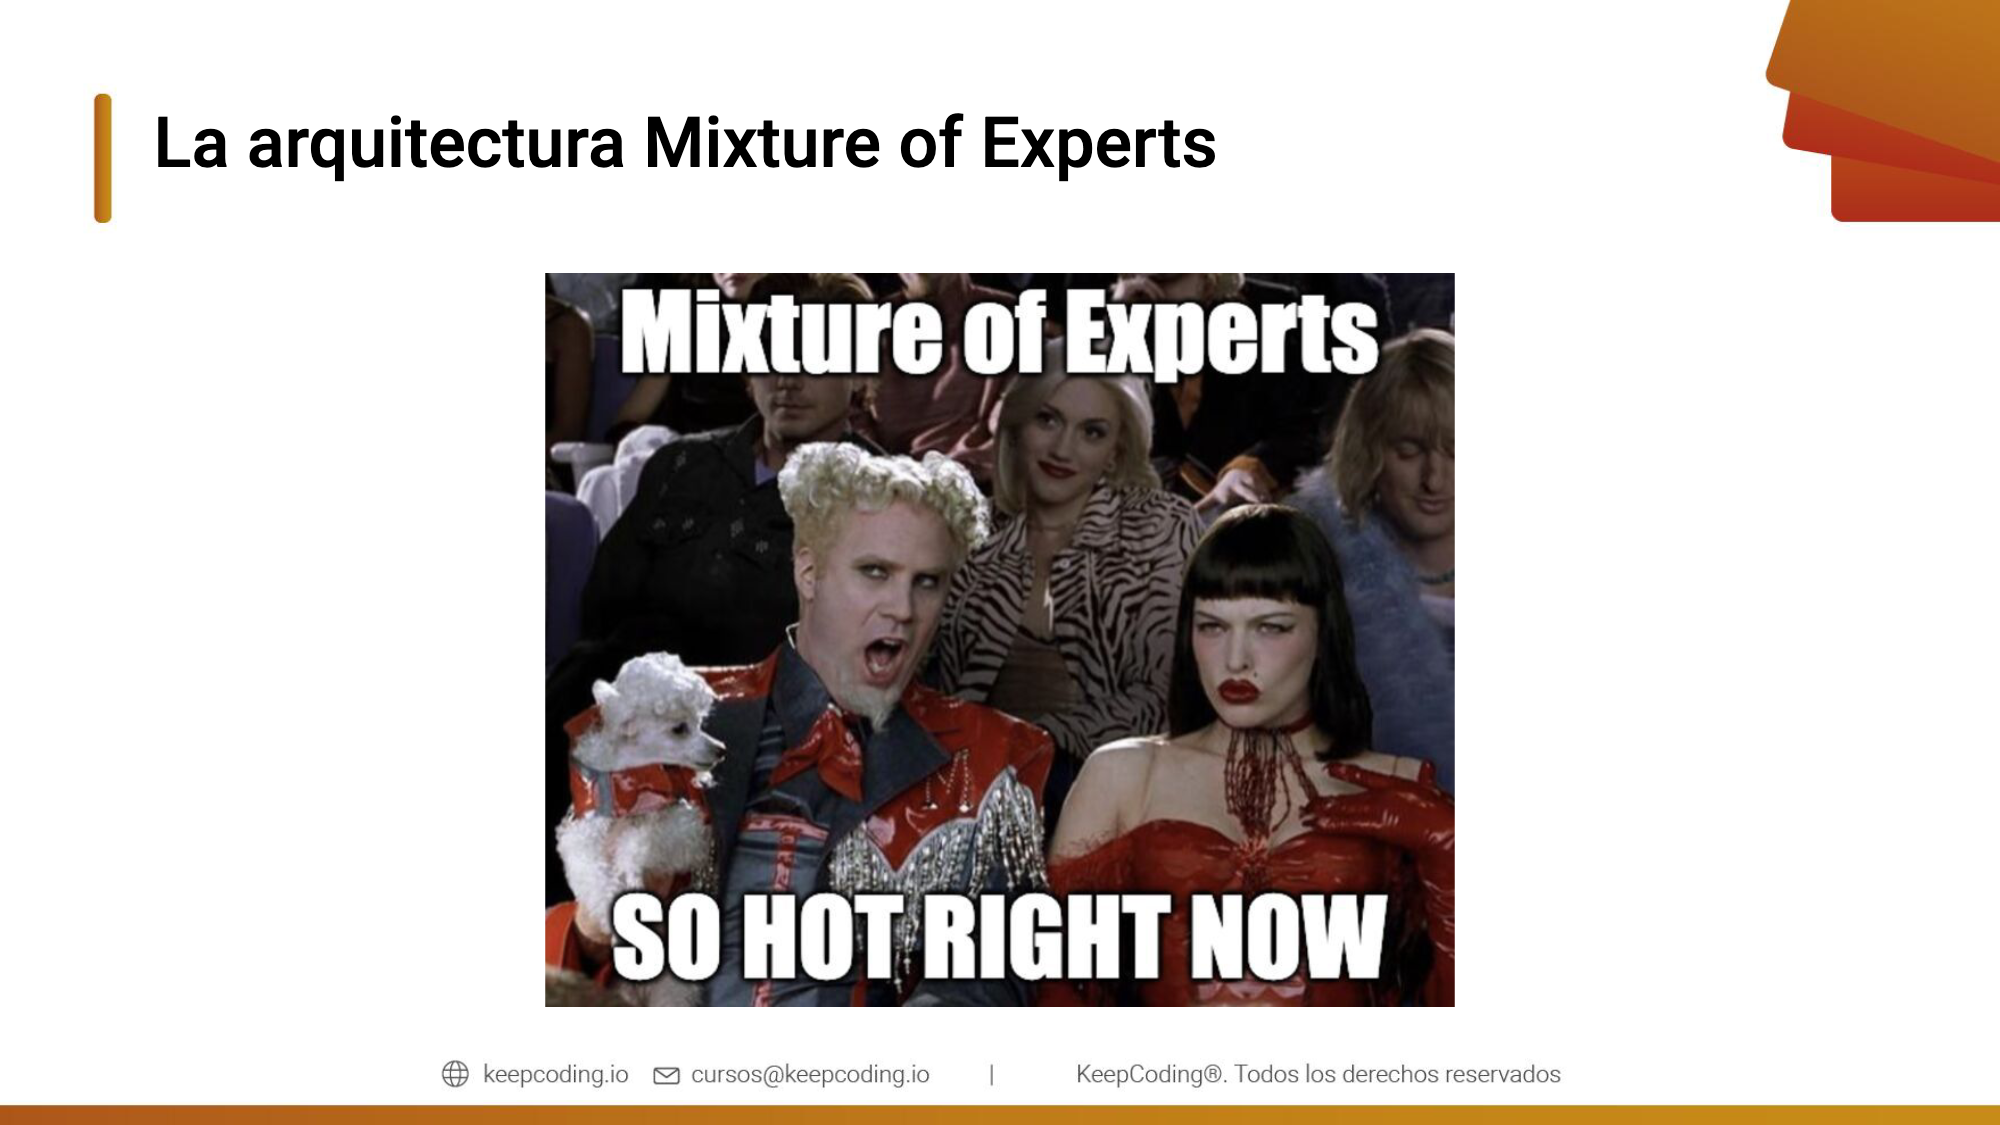 La arquitectura Mixture of Experts
Mixture of Experts
SO HOT RIGHT NOW
keepcoding.io cursos@keepcoding.io | KeepCoding®. Todos los derechos reservados